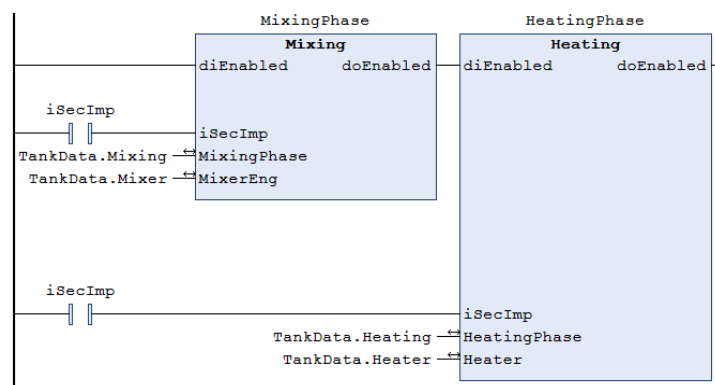 MixingPhase HeatingPhase
Mixing Heating
diEnabled doEnabled diEnabled doEnabled
iSecImp
iSecImp
TankData.Mixing MixingPhase
TankData.Mixer MixerEng
iSecImp
iSecImp
TankData.Heating HeatingPhase
TankData.Heater Heater